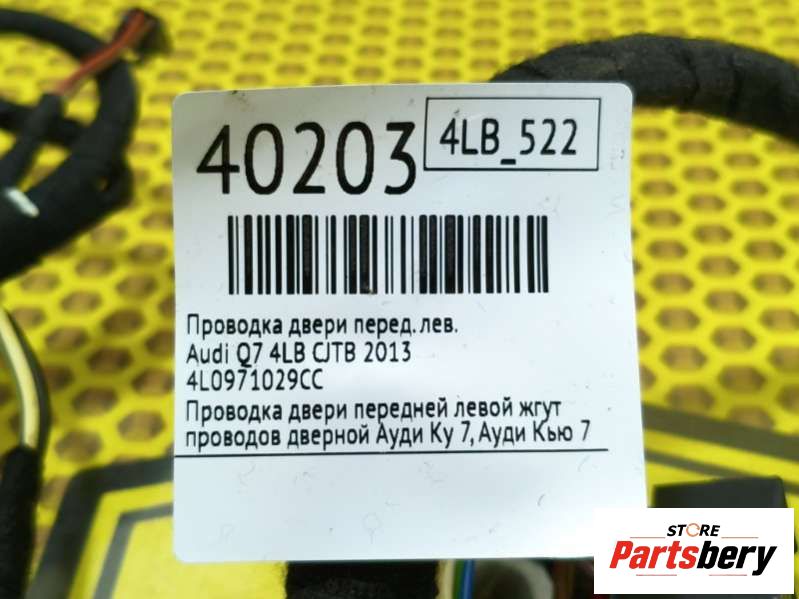 40203
4LB_522
Проводка двери перед. лев.
Audi Q7 4LB CJTB 2013
4L0971029CC
Проводка двери передней левой жгут
проводов дверной Ауди Ку 7, Ауди Кью 7
STORE
Partsbery